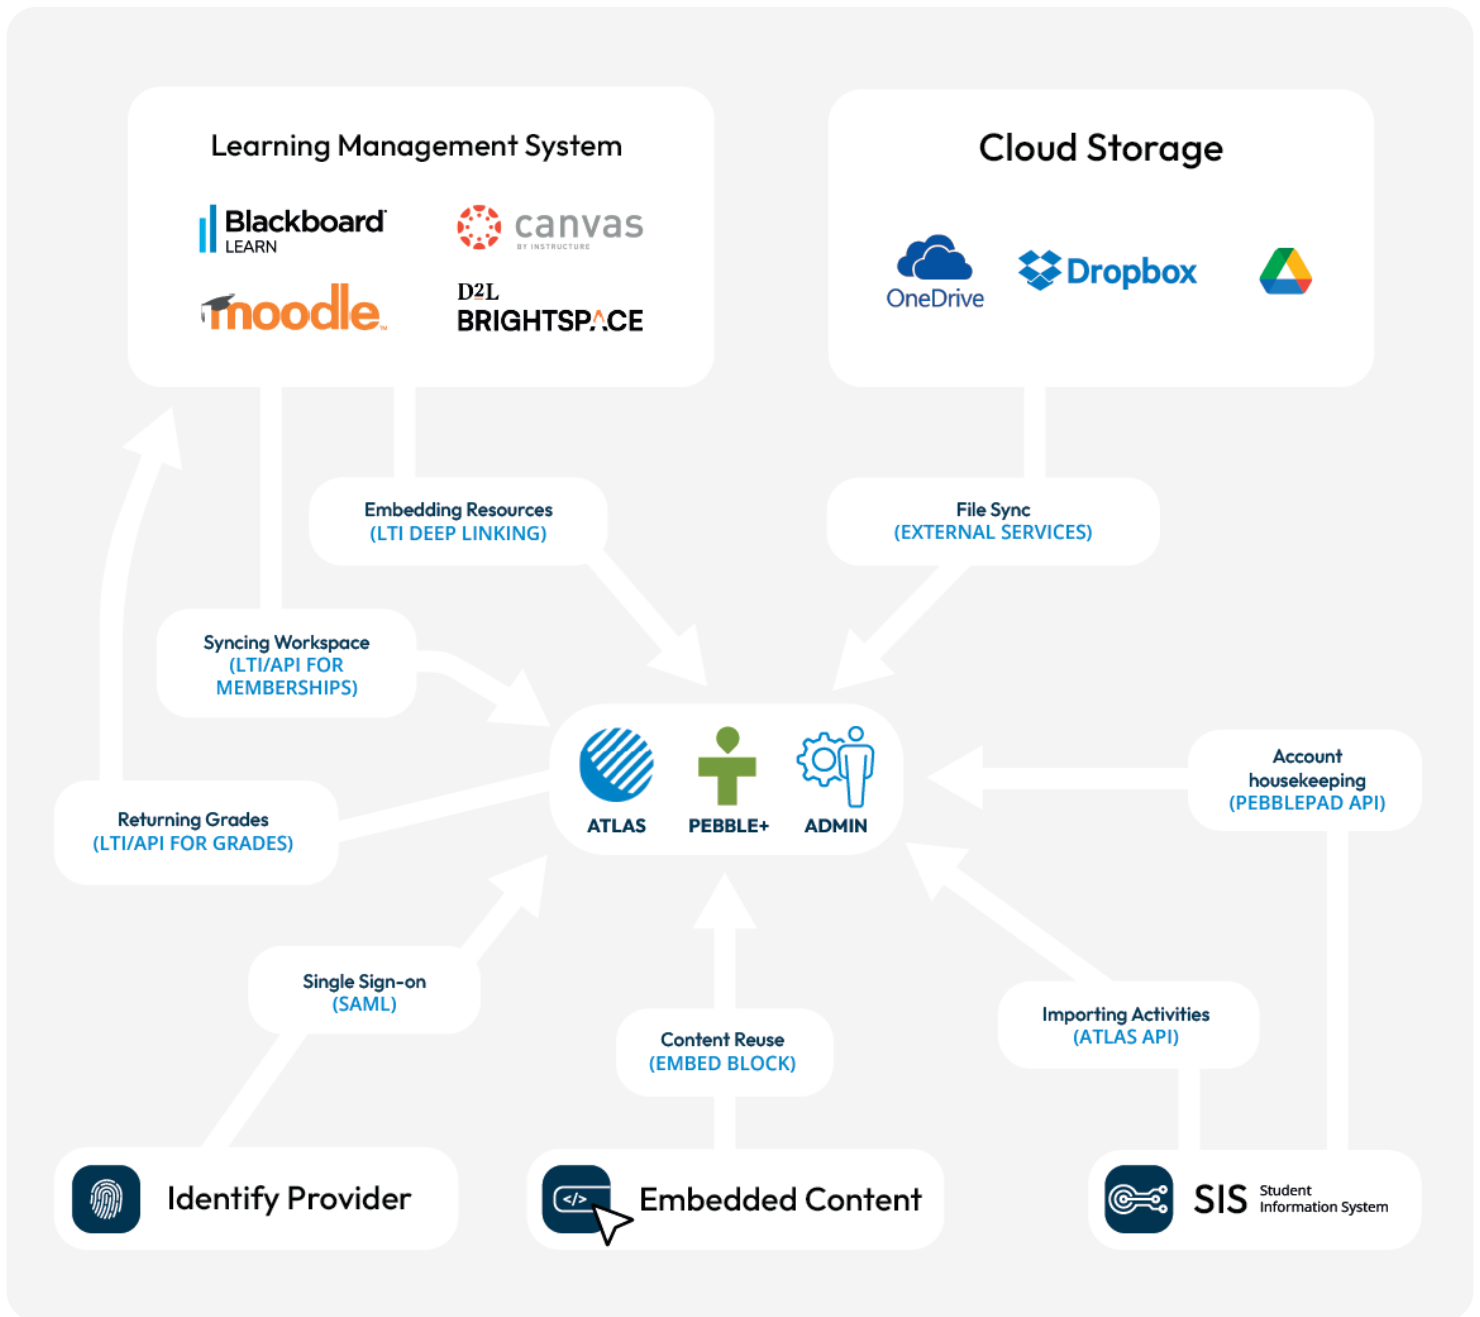 Learning Management System
Blackboard
LEARN
canvas
BY INSTRUCTURE
moodle
D2L
BRIGHTSPACE
Cloud Storage
OneDrive
Dropbox
Embedding Resources
(LTI DEEP LINKING)
File Sync
(EXTERNAL SERVICES)
Syncing Workspace
(LTI/API FOR
MEMBERSHIPS)
ATLAS
PEBBLE+
ADMIN
Account
housekeeping
(PEBBLEPAD API)
Returning Grades
(LTI/API FOR GRADES)
Single Sign-on
(SAML)
Content Reuse
(EMBED BLOCK)
Importing Activities
(ATLAS API)
Identify Provider
</>
Embedded Content
SIS
Student
Information System